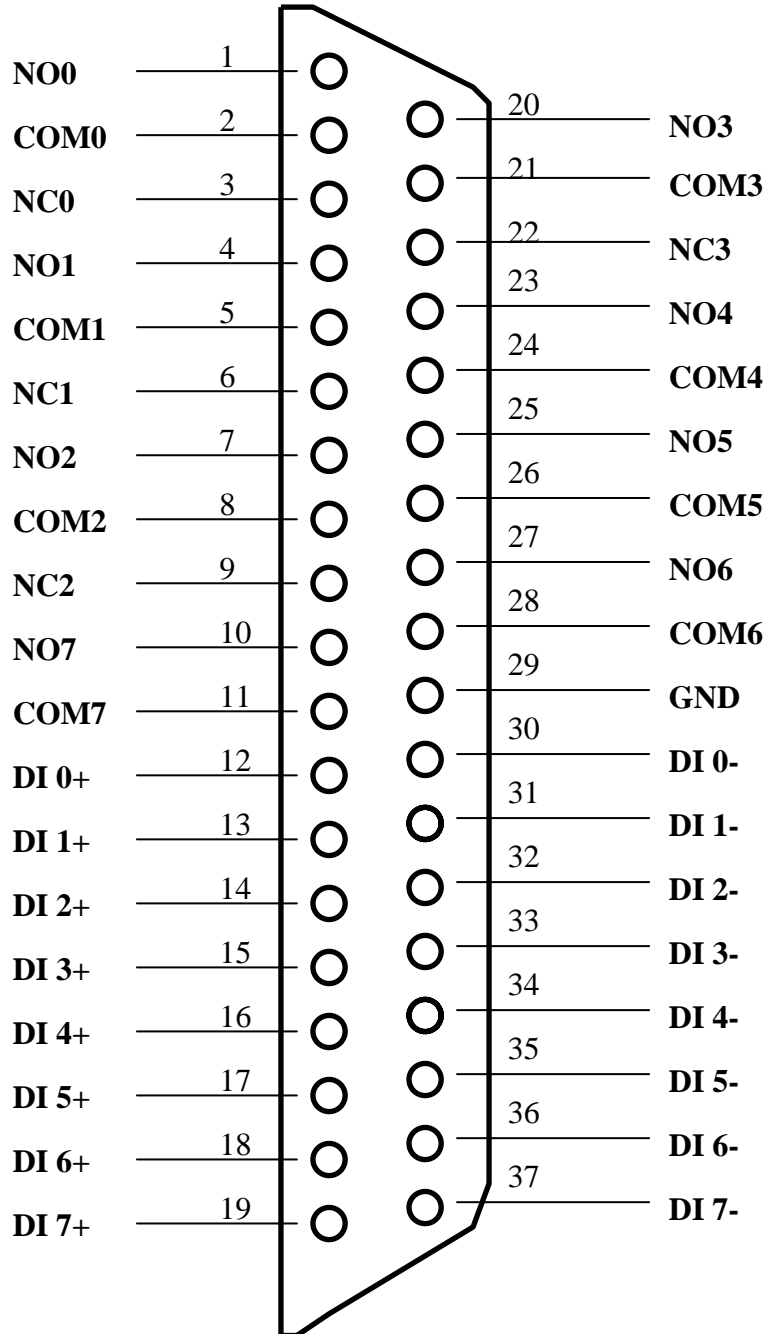 NO0 1
COM0 2
NC0 3
NO1 4
COM1 5
NC1 6
NO2 7
COM2 8
NC2 9
NO7 10
COM7 11
DI 0+ 12
DI 1+ 13
DI 2+ 14
DI 3+ 15
DI 4+ 16
DI 5+ 17
DI 6+ 18
DI 7+ 19
20 NO3
21 COM3
22 NC3
23 NO4
24 COM4
25 NO5
26 COM5
27 NO6
28 COM6
29 GND
30 DI 0-
31 DI 1-
32 DI 2-
33 DI 3-
34 DI 4-
35 DI 5-
36 DI 6-
37 DI 7-